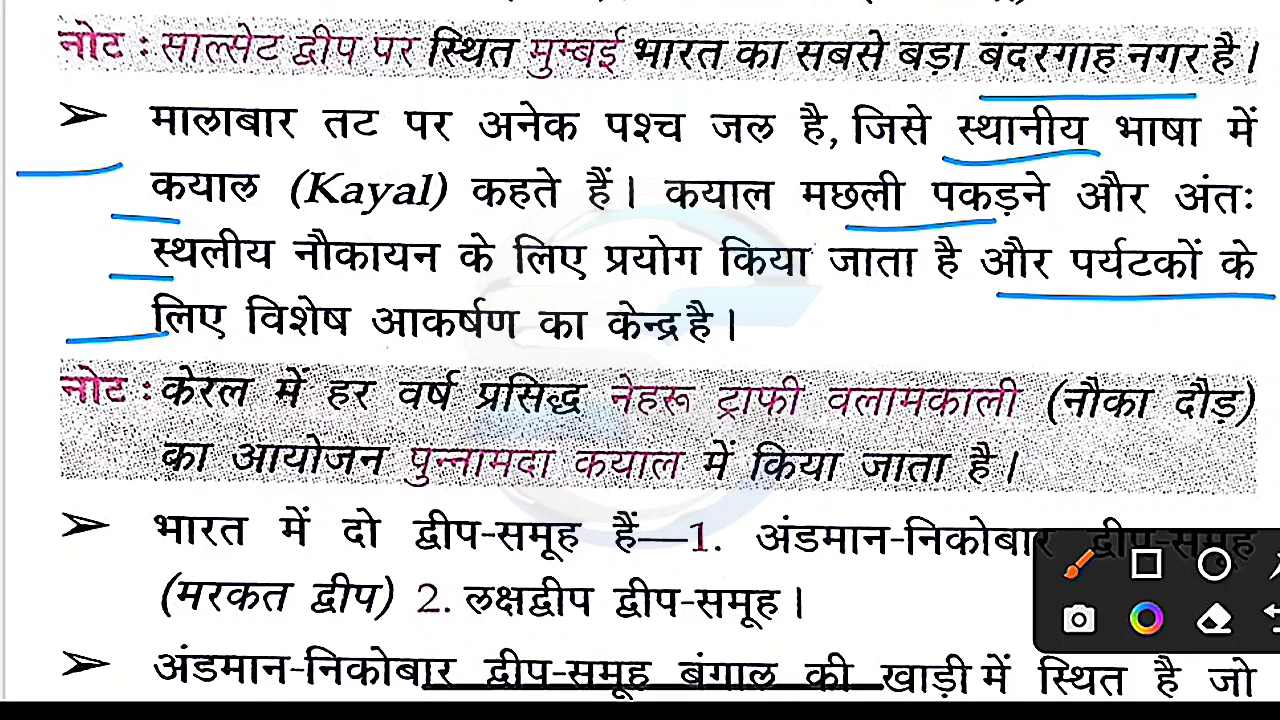 नोट : साल्सेट द्वीप पर स्थित मुम्बई भारत का सबसे बड़ा बंदरगाह नगर है।
➢ मालाबार तट पर अनेक पश्च जल है, जिसे स्थानीय भाषा में
कयाल (Kayal) कहते हैं। कयाल मछली पकड़ने और अंतः
स्थलीय नौकायन के लिए प्रयोग किया जाता है और पर्यटकों के
लिए विशेष आकर्षण का केन्द्र है।
नोट : केरल में हर वर्ष प्रसिद्ध नेहरू ट्राफी वलामकाली (नौका दौड़)
का आयोजन पुन्नामदा कयाल में किया जाता है।
➢ भारत में दो द्वीप-समूह हैं—1. अंडमान-निकोबार द्वीप-समूह
(मरकत द्वीप) 2. लक्षद्वीप द्वीप-समूह।
➢ अंडमान-निकोबार द्वीप-समूह बंगाल की खाड़ी में स्थित है जो